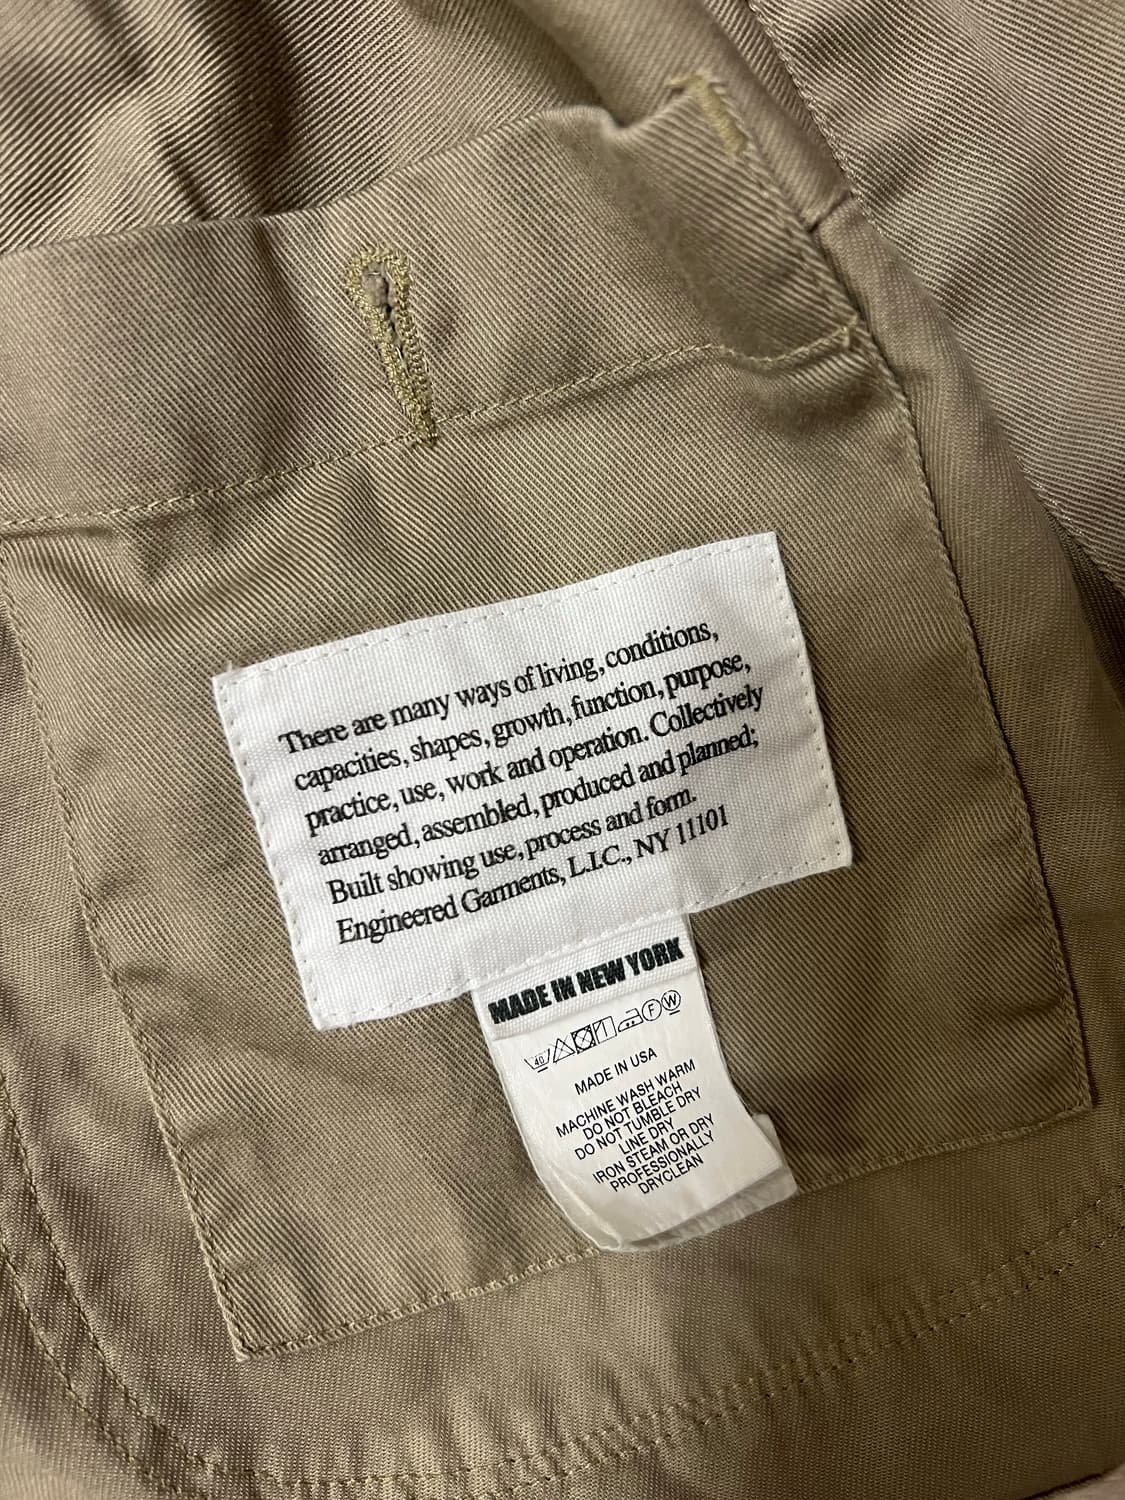 There are many ways of living, conditions,
capacities, shapes, growth, function, purpose,
practice, use, work and operation. Collectively
arranged, assembled, produced and planned;
Built showing use, process and form.
Engineered Garments, L.I.C., NY 11101
MADE IN NEW YORK
40 F W
MADE IN USA
MACHINE WASH WARM
DO NOT BLEACH
DO NOT TUMBLE DRY
LINE DRY
IRON STEAM OR DRY
PROFESSIONALLY
DRYCLEAN